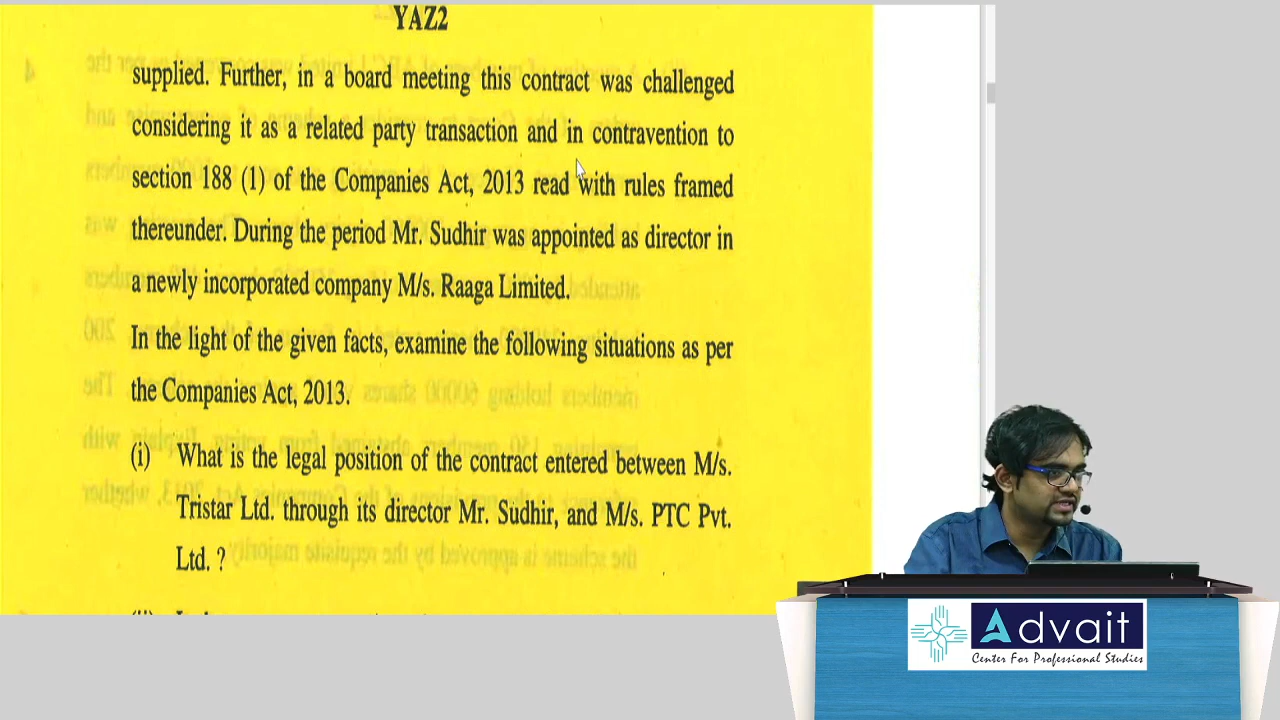 YAZ2
supplied. Further, in a board meeting this contract was challenged
considering it as a related party transaction and in contravention to
section 188 (1) of the Companies Act, 2013 read with rules framed
thereunder. During the period Mr. Sudhir was appointed as director in
a newly incorporated company M/s. Raaga Limited.
In the light of the given facts, examine the following situations as per
the Companies Act, 2013.
(i) What is the legal position of the contract entered between M/s.
Tristar Ltd. through its director Mr. Sudhir, and M/s. PTC Pvt.
Ltd. ?
Advait
Center For Professional Studies